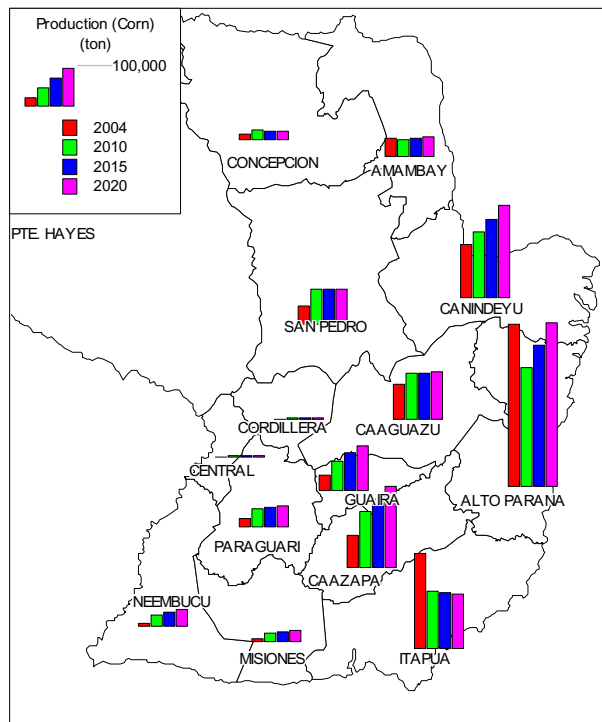 Production (Corn)
(ton)
100,000
2004
2010
2015
2020
CONCEPCION
AMAMBAY
PTE. HAYES
CANINDEYU
SAN PEDRO
CORDILLERA
CAAGUAZU
CENTRAL
GUAIRA
ALTO PARANA
PARAGUARI
CAAZAPA
NEEMBUCU
MISIONES
ITAPUA